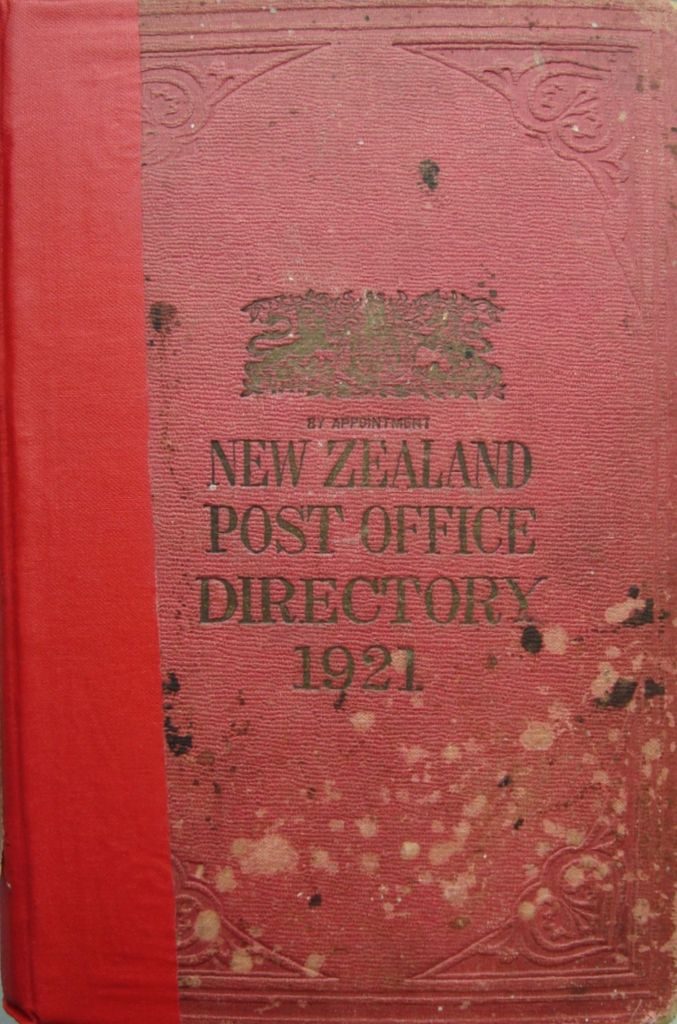 BY APPOINTMENT
NEW ZEALAND
POST OFFICE
DIRECTORY
1921